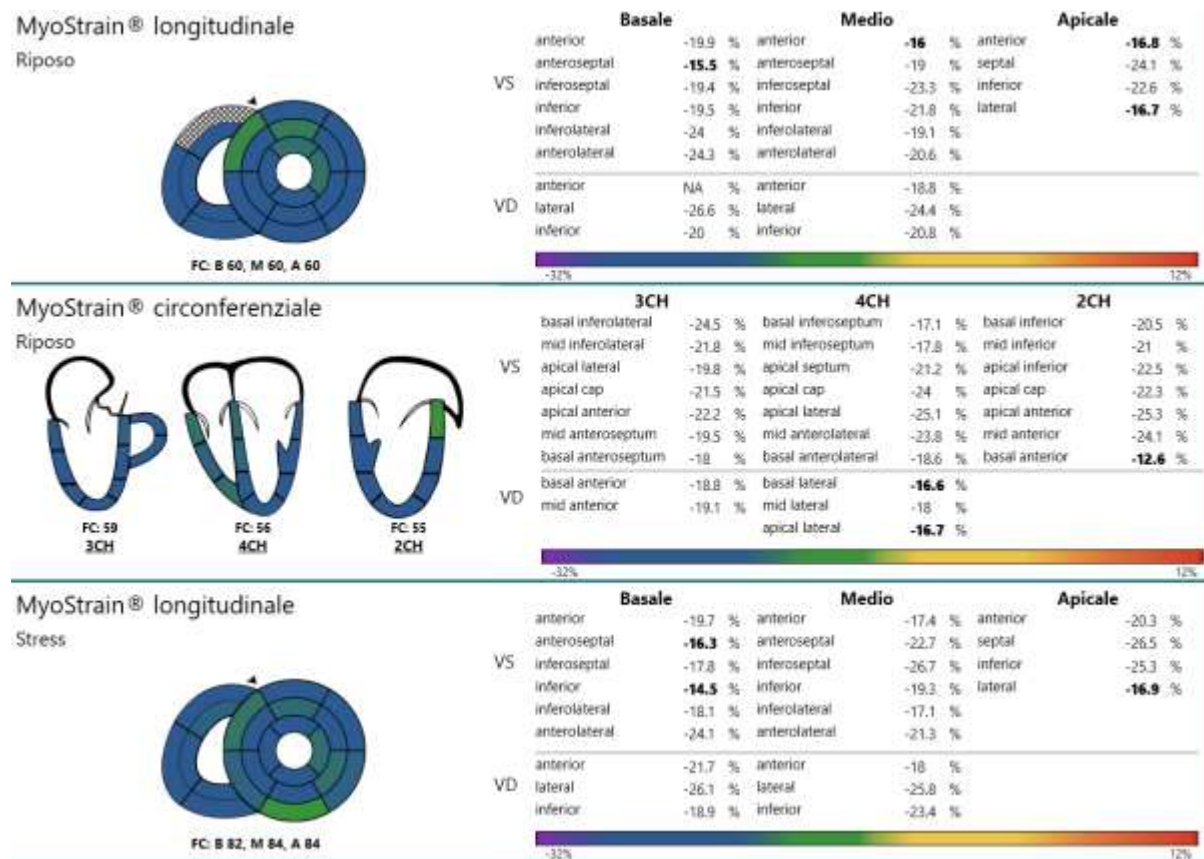 MyoStrain® longitudinale
Riposo
FC: B 60, M 60, A 60
Basale Medio Apicale
VS
anterior -19.9 % anterior -16 % anterior -16.8 %
anteroseptal -15.5 % anteroseptal -19 % septal -24.1 %
inferoseptal -19.4 % inferoseptal -23.3 % inferior -22.6 %
inferior -19.5 % inferior -21.8 % lateral -16.7 %
inferolateral -24 % inferolateral -19.1 %
anterolateral -24.3 % anterolateral -20.6 %
VD
anterior NA % anterior -18.8 %
lateral -26.6 % lateral -24.4 %
inferior -20 % inferior -20.8 %
-32% 12%
MyoStrain® circonferenziale
Riposo
FC: 59 FC: 56 FC: 55
3CH 4CH 2CH
3CH 4CH 2CH
VS
basal inferolateral -24.5 % basal inferoseptum -17.1 % basal inferior -20.5 %
mid inferolateral -21.8 % mid inferoseptum -17.8 % mid inferior -21 %
apical lateral -19.8 % apical septum -21.2 % apical inferior -22.5 %
apical cap -21.5 % apical cap -24 % apical cap -22.3 %
apical anterior -22.2 % apical lateral -25.1 % apical anterior -25.3 %
mid anteroseptum -19.5 % mid anterolateral -23.8 % mid anterior -24.1 %
basal anteroseptum -18 % basal anterolateral -18.6 % basal anterior -12.6 %
VD
basal anterior -18.8 % basal lateral -16.6 %
mid anterior -19.1 % mid lateral -18 %
apical lateral -16.7 %
-32% 12%
MyoStrain® longitudinale
Stress
FC: B 82, M 84, A 84
Basale Medio Apicale
VS
anterior -19.7 % anterior -17.4 % anterior -20.3 %
anteroseptal -16.3 % anteroseptal -22.7 % septal -26.5 %
inferoseptal -17.8 % inferoseptal -26.7 % inferior -25.3 %
inferior -14.5 % inferior -19.3 % lateral -16.9 %
inferolateral -18.1 % inferolateral -17.1 %
anterolateral -24.1 % anterolateral -21.3 %
VD
anterior -21.7 % anterior -18 %
lateral -26.1 % lateral -25.8 %
inferior -18.9 % inferior -23.4 %
-32% 12%